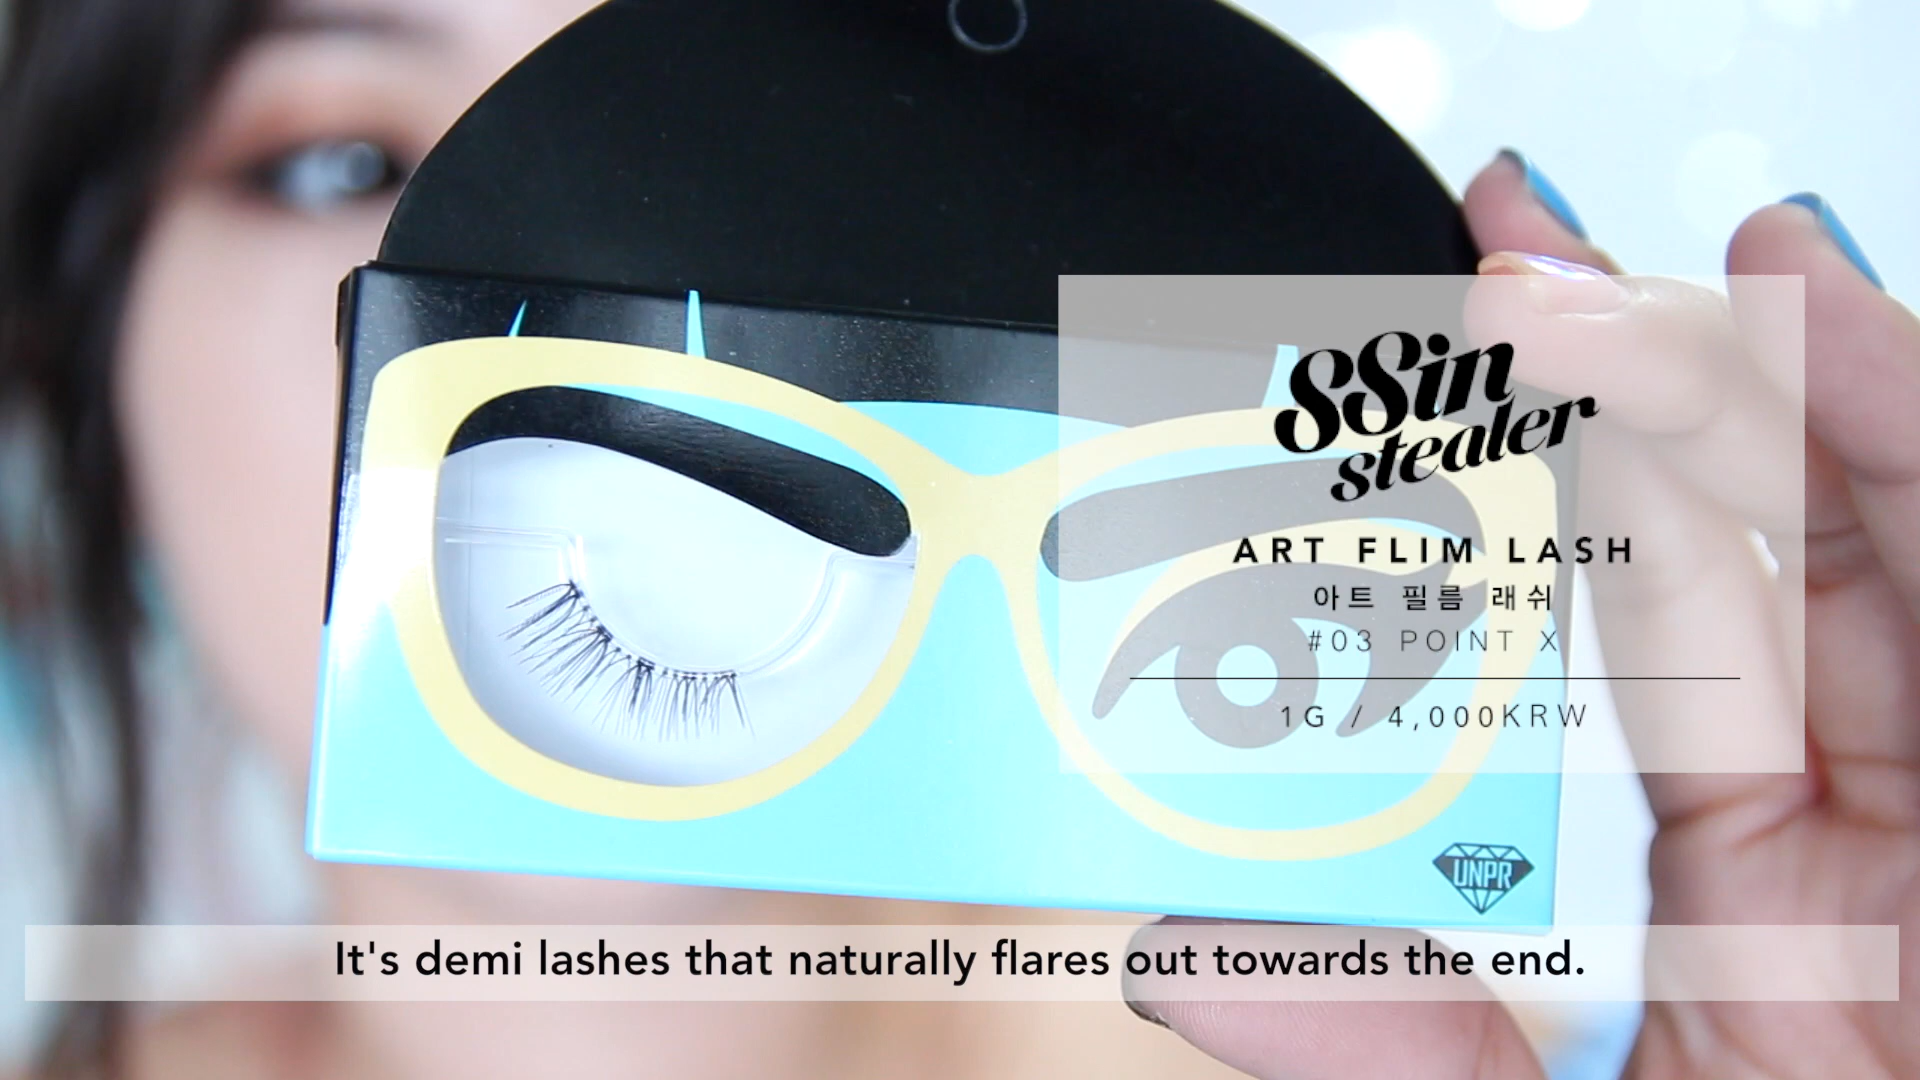 SSin
stealer
ART FLIM LASH
아트 필름 래쉬
#03 POINT X
1G / 4,000KRW
UNPR
It's demi lashes that naturally flares out towards the end.